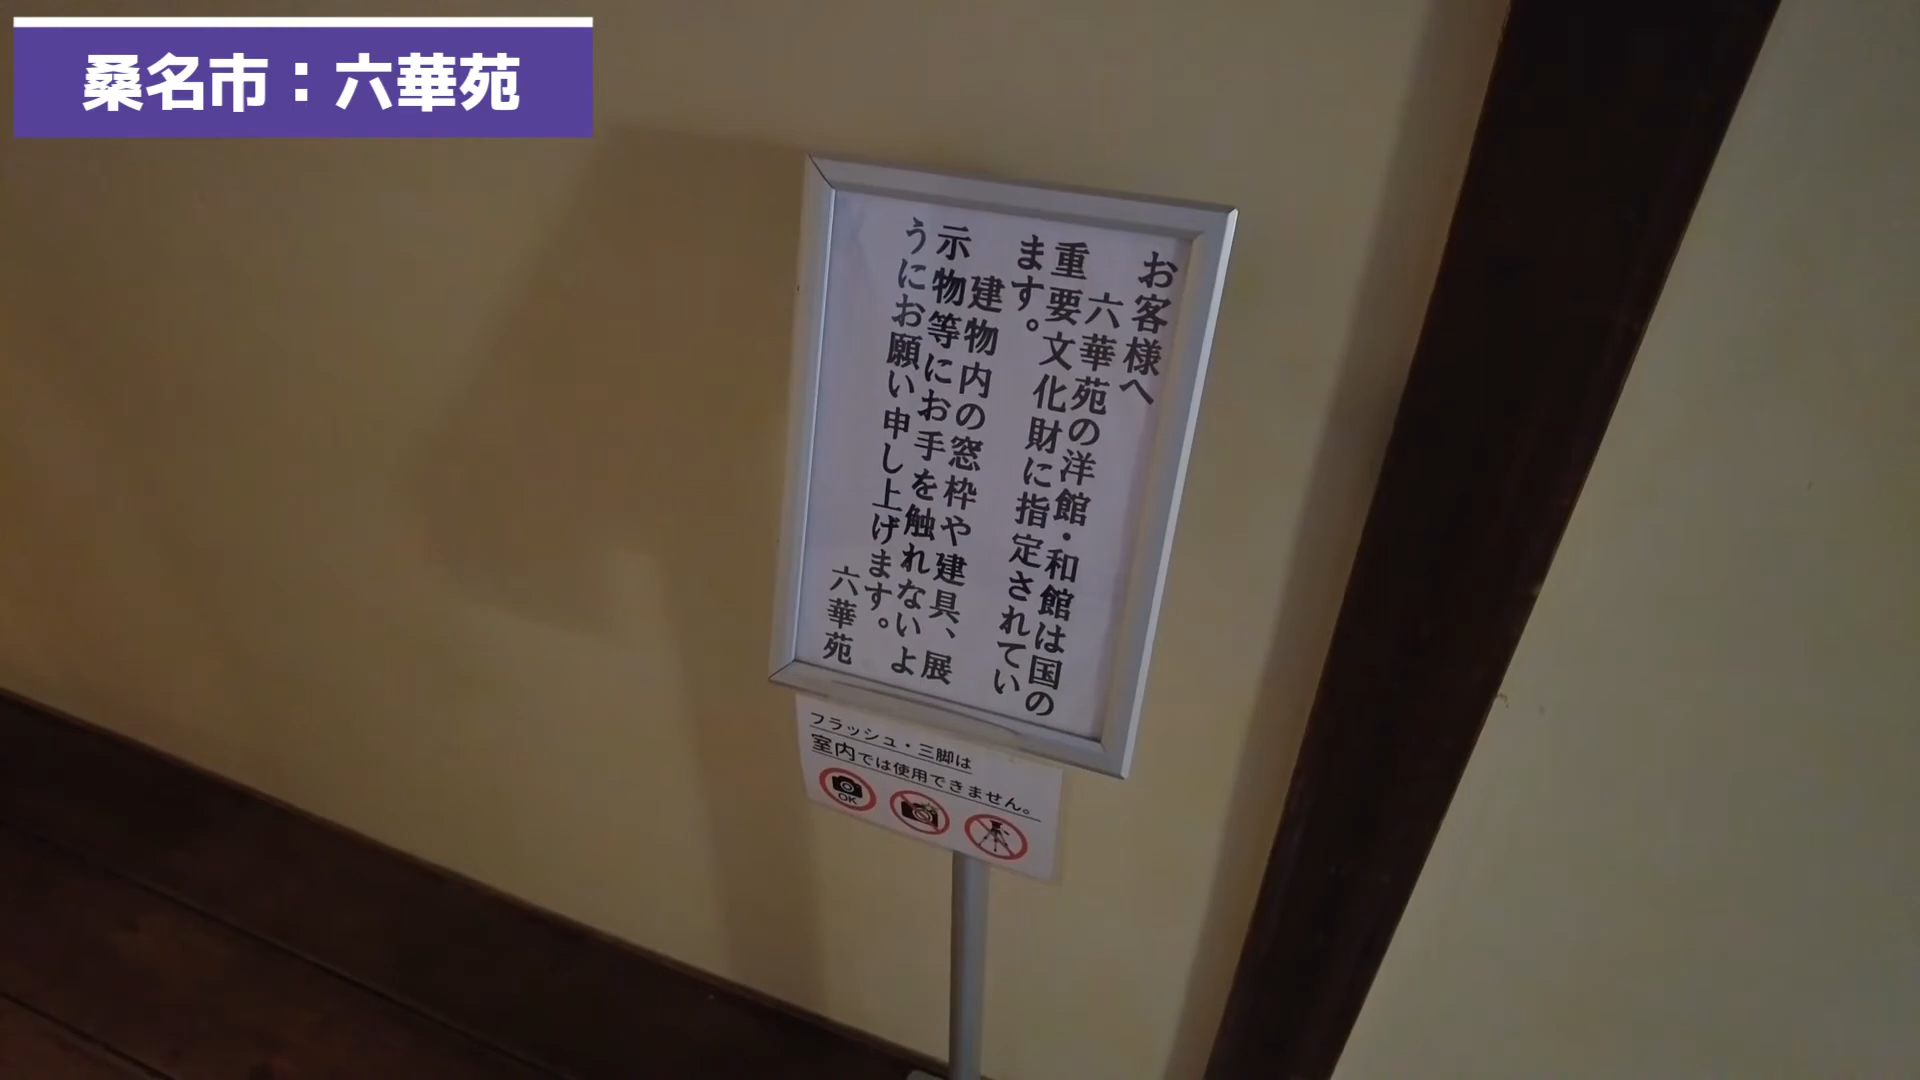 桑名市：六華苑
お客様へ
六華苑の洋館・和館は国の
重要文化財に指定されてい
ます。
建物内の窓枠や建具、展
示物等にお手を触れないよ
うにお願い申し上げます。
六華苑
フラッシュ・三脚は
室内では使用できません。
OK